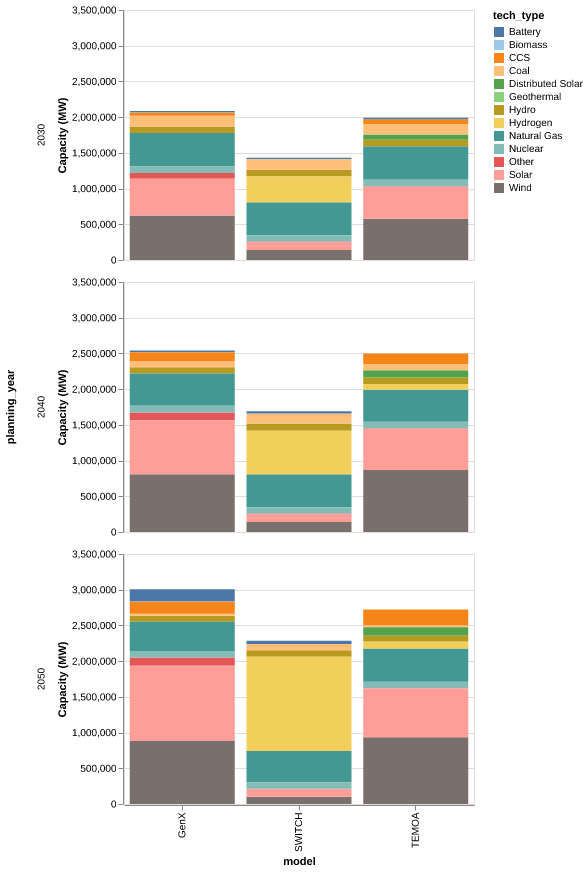 tech_type
Battery
Biomass
CCS
Coal
Distributed Solar
Geothermal
Hydro
Hydrogen
Natural Gas
Nuclear
Other
Solar
Wind
planning_year
2030
Capacity (MW)
3,500,000
3,000,000
2,500,000
2,000,000
1,500,000
1,000,000
500,000
0
2040
Capacity (MW)
3,500,000
3,000,000
2,500,000
2,000,000
1,500,000
1,000,000
500,000
0
2050
Capacity (MW)
3,500,000
3,000,000
2,500,000
2,000,000
1,500,000
1,000,000
500,000
0
GenX
SWITCH
TEMOA
model